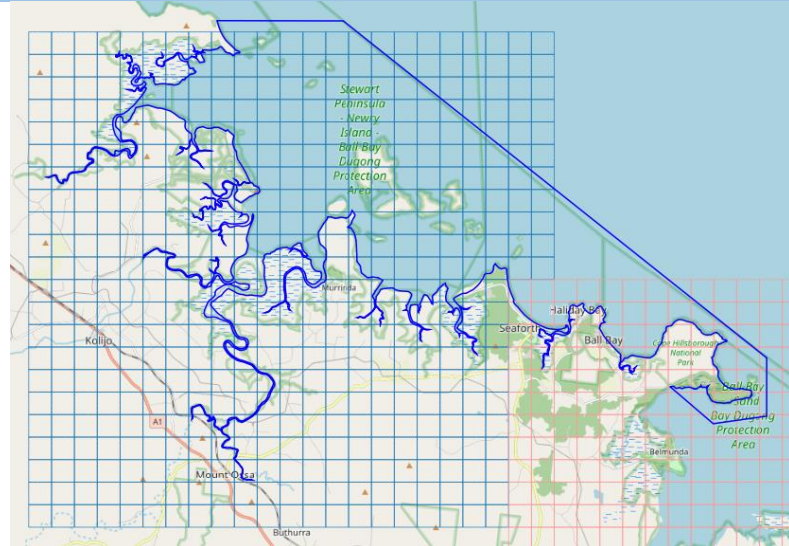 Stewart
Peninsula
- Newry
Island -
Ball Bay
Dugong
Protection
Area
Murrinda
Haliday Bay
Seaforth
Ball Bay
Kolijo
Cape Hillsborough
National
Park
Ball Bay
- Sand
Bay Dugong
Protection
Area
A1
Belmunda
Mount Ossa
Buthurra